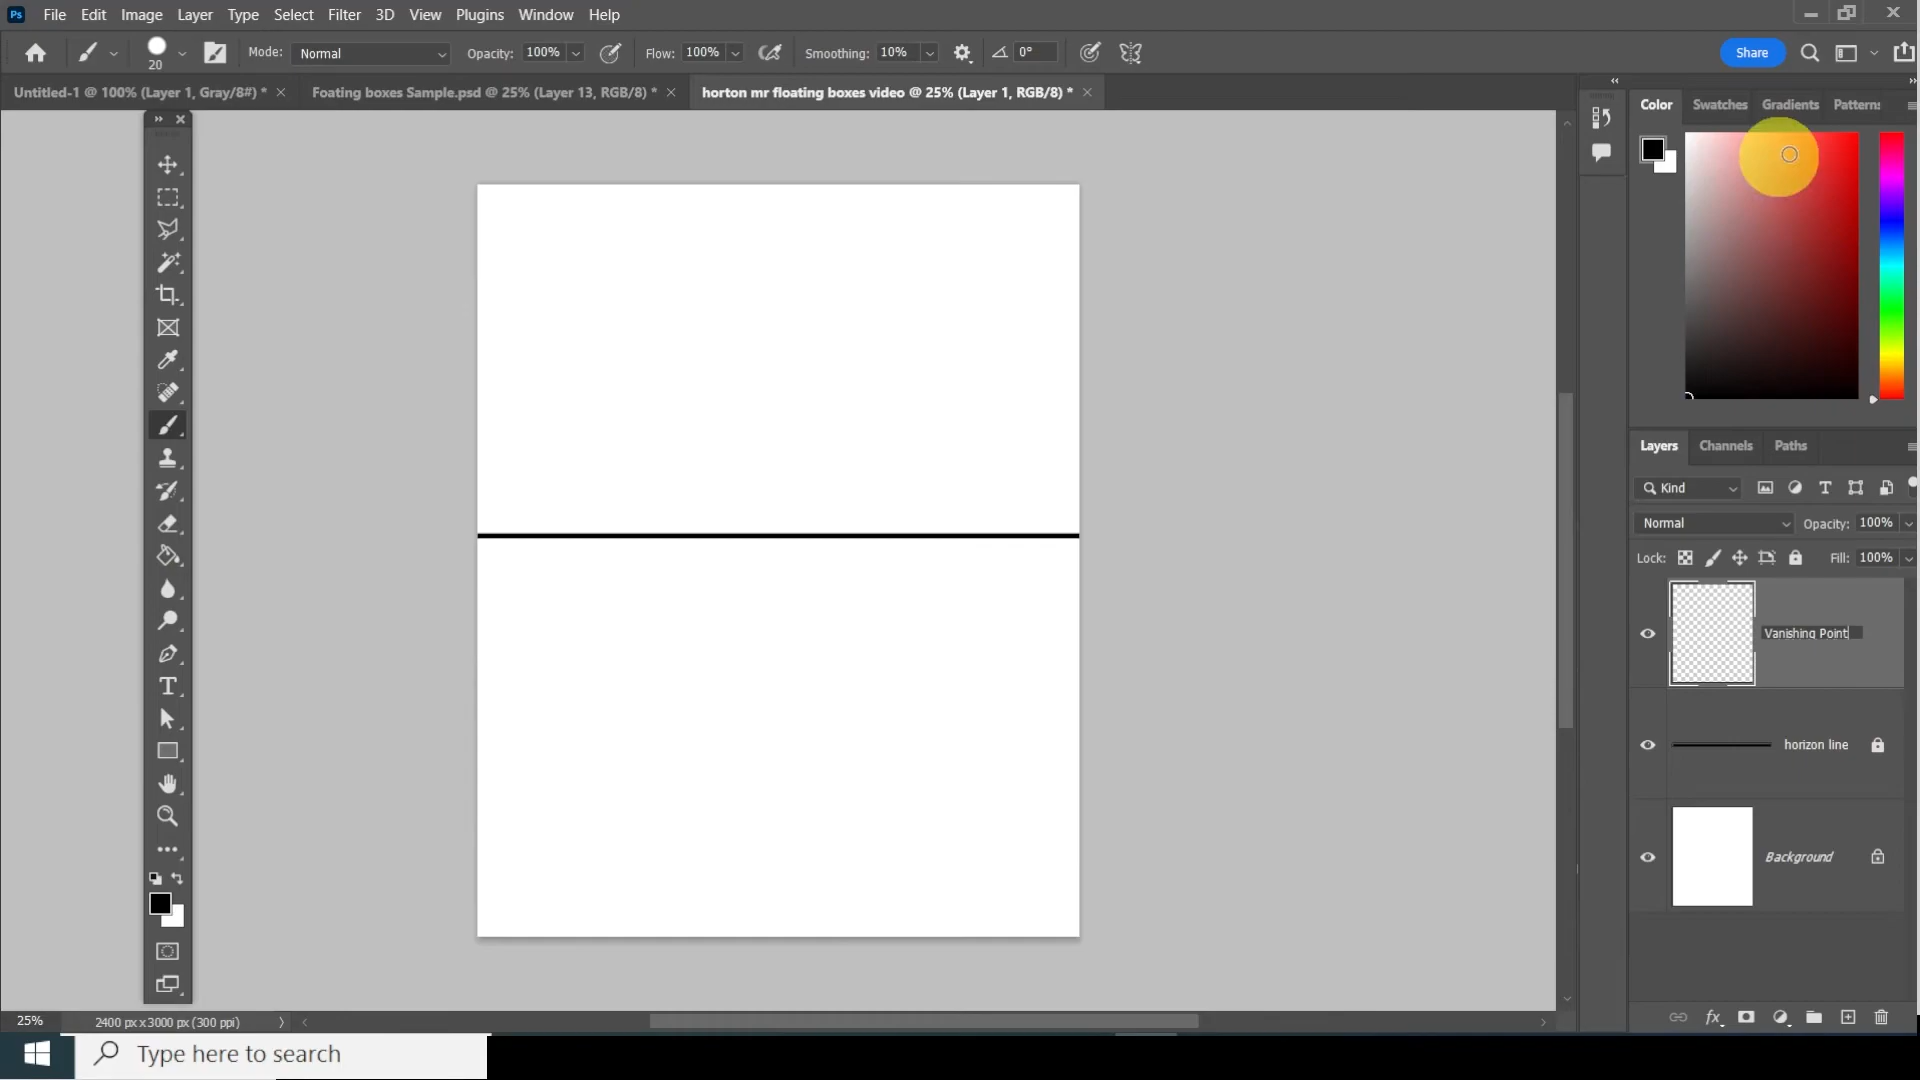 Ps File Edit Image Layer Type Select Filter 3D View Plugins Window Help
20 Mode: Normal Opacity: 100% Flow: 100% Smoothing: 10% 0° Share
Untitled-1 @ 100% (Layer 1, Gray/8#) * Foating boxes Sample.psd @ 25% (Layer 13, RGB/8) * horton mr floating boxes video @ 25% (Layer 1, RGB/8) *
Color Swatches Gradients Patterns
Layers Channels Paths
Kind
Normal Opacity: 100%
Lock: Fill: 100%
Vanishing Point
horizon line
Background
25% 2400 px x 3000 px (300 ppi)
Type here to search